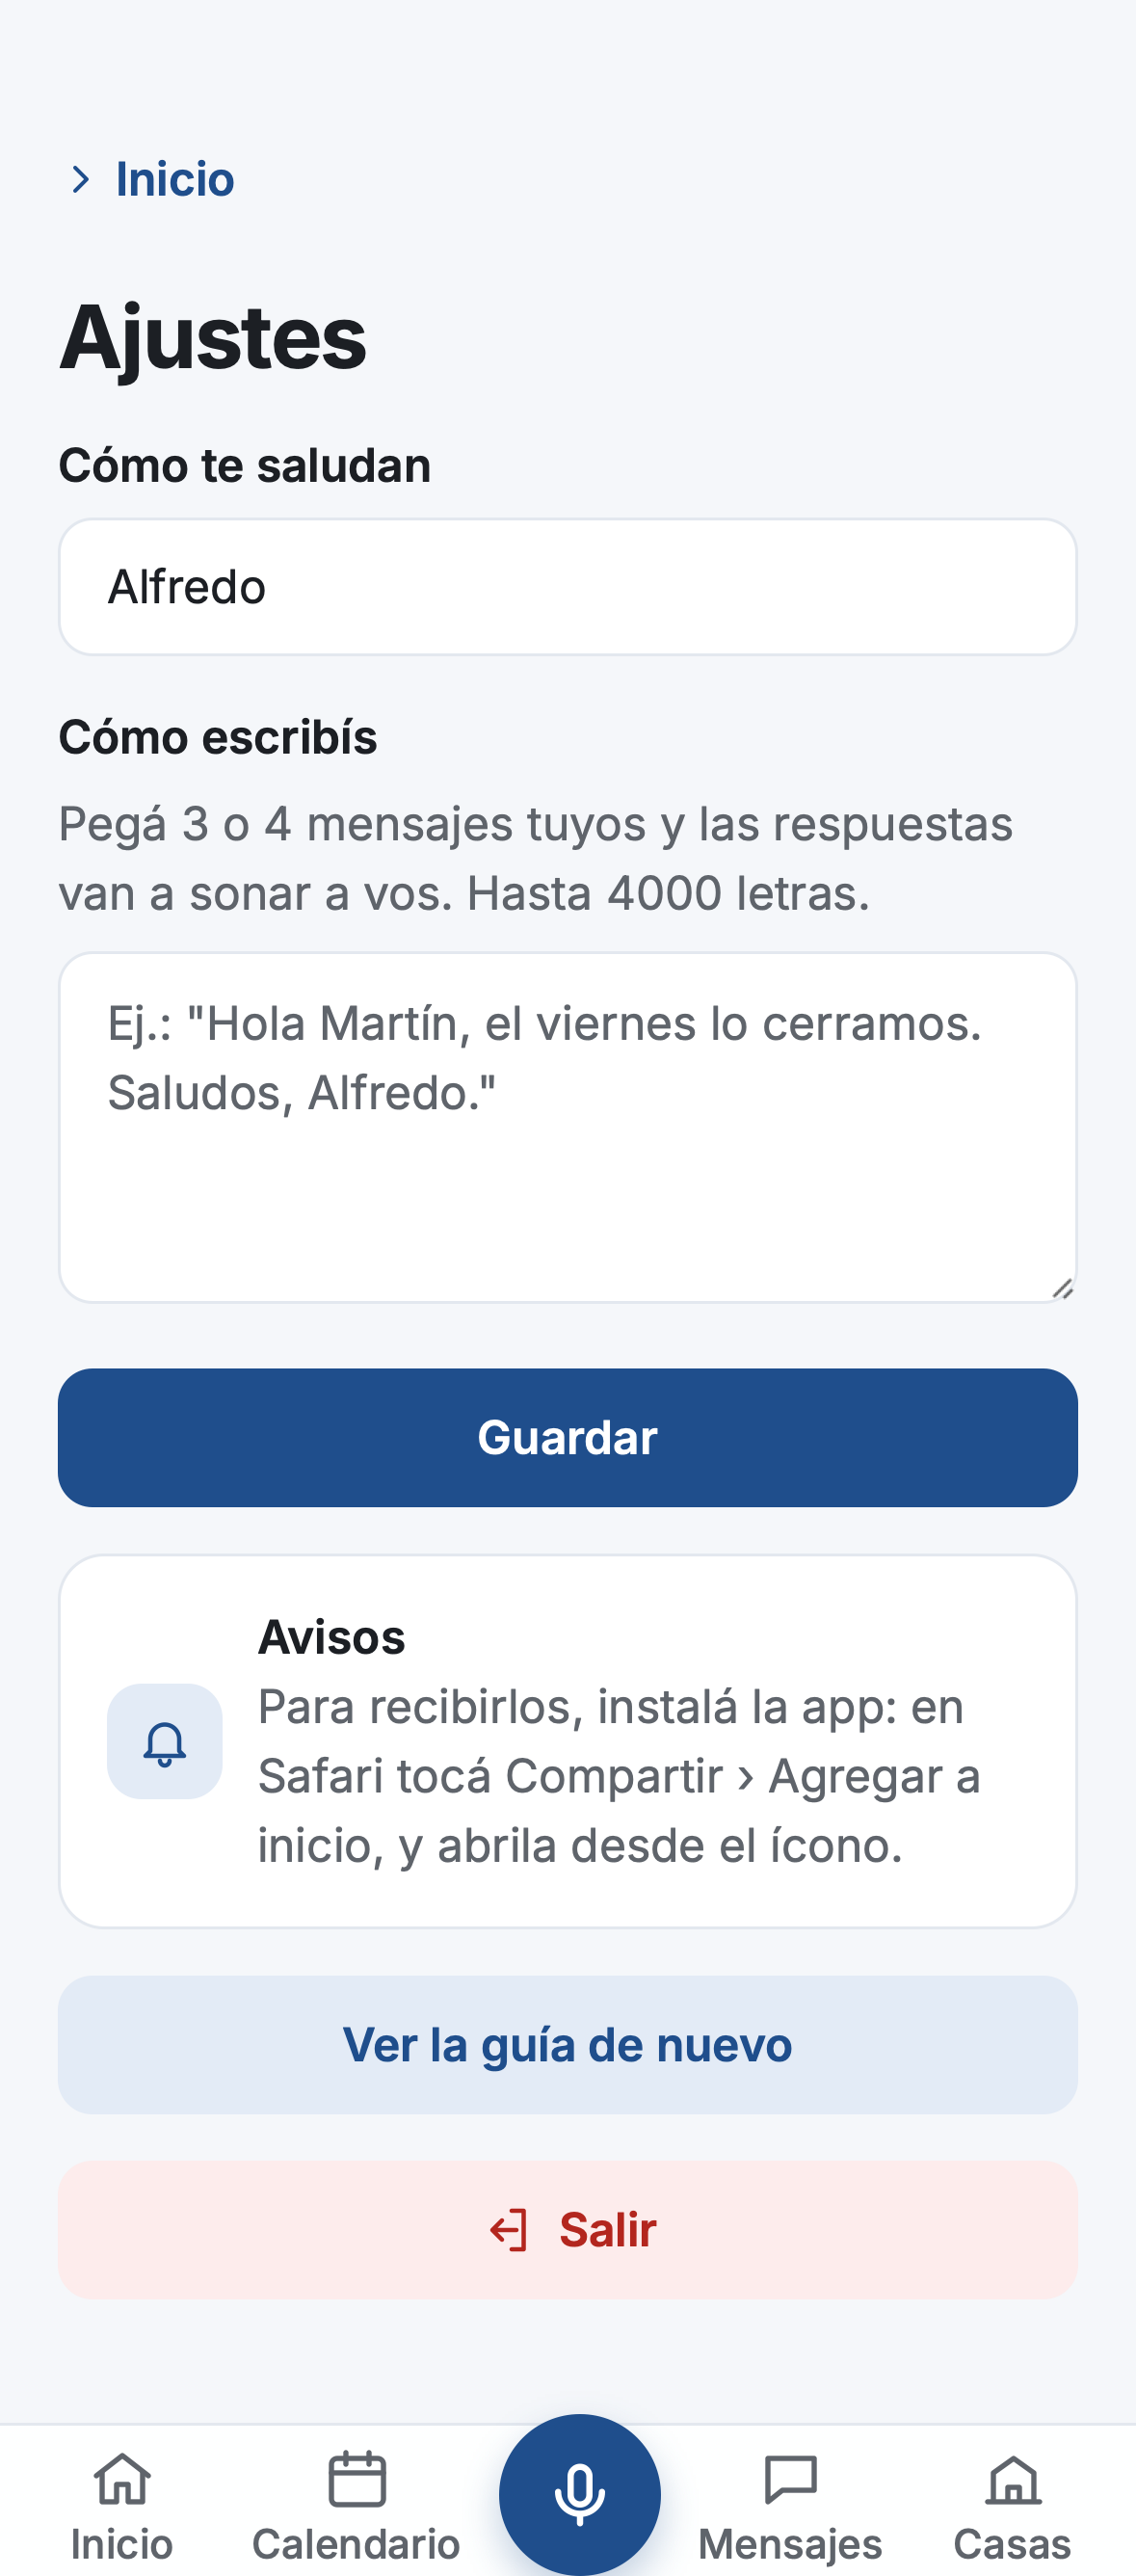 Inicio
Ajustes
Cómo te saludan
Alfredo
Cómo escribís
Pegá 3 o 4 mensajes tuyos y las respuestas
van a sonar a vos. Hasta 4000 letras.
Ej.: "Hola Martín, el viernes lo cerramos.
Saludos, Alfredo."
Guardar
Avisos
Para recibirlos, instalá la app: en
Safari tocá Compartir › Agregar a
inicio, y abrila desde el ícono.
Ver la guía de nuevo
Salir
Inicio
Calendario
Mensajes
Casas